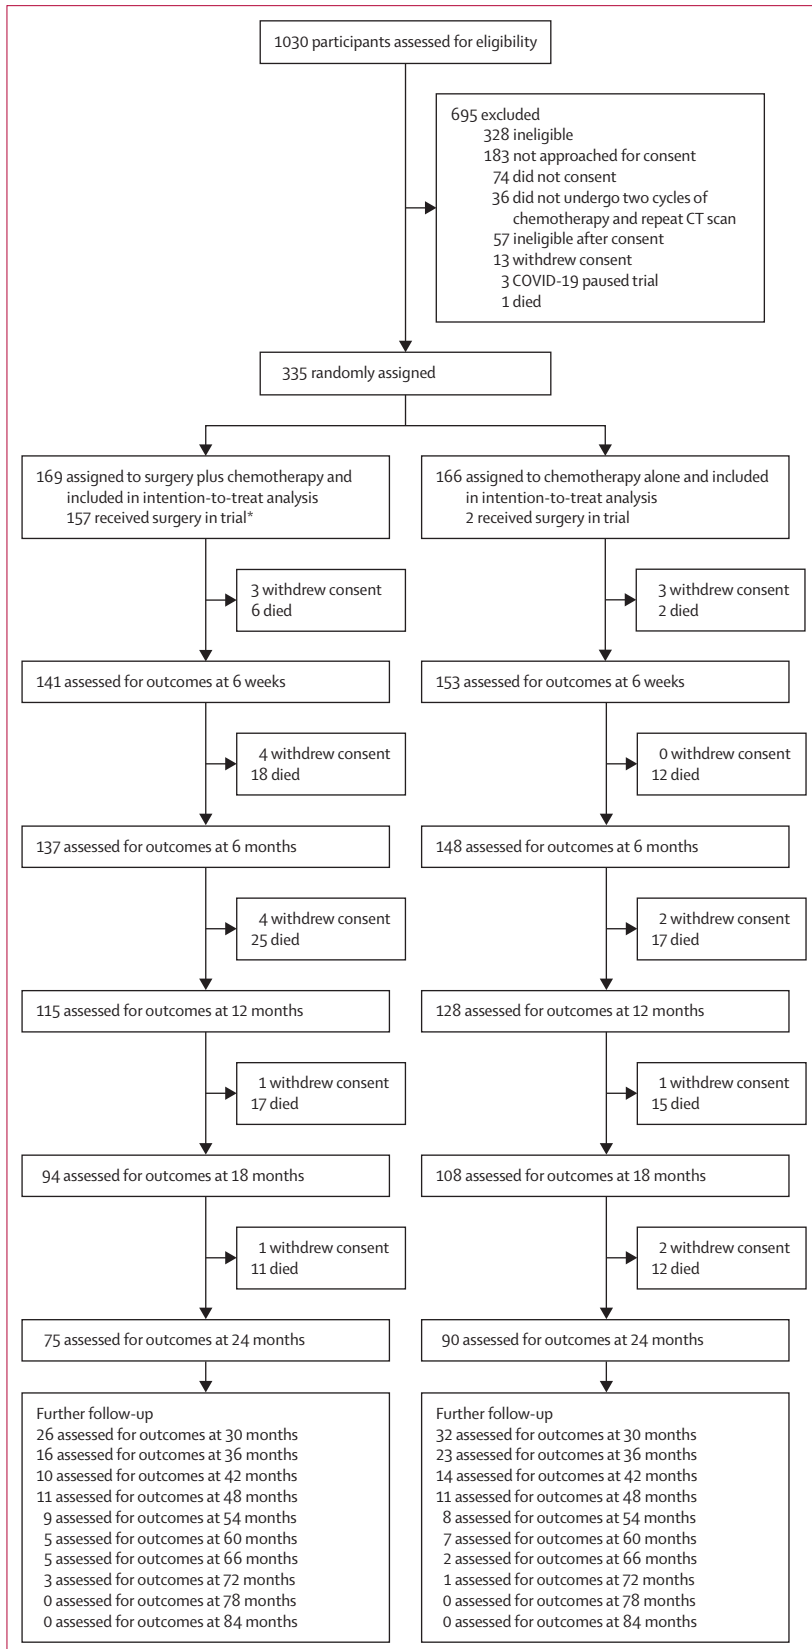 1030 participants assessed for eligibility
695 excluded
328 ineligible
183 not approached for consent
74 did not consent
36 did not undergo two cycles of
chemotherapy and repeat CT scan
57 ineligible after consent
13 withdrew consent
3 COVID-19 paused trial
1 died
335 randomly assigned
169 assigned to surgery plus chemotherapy and
included in intention-to-treat analysis
157 received surgery in trial*
166 assigned to chemotherapy alone and included
in intention-to-treat analysis
2 received surgery in trial
3 withdrew consent
6 died
3 withdrew consent
2 died
141 assessed for outcomes at 6 weeks
153 assessed for outcomes at 6 weeks
4 withdrew consent
18 died
0 withdrew consent
12 died
137 assessed for outcomes at 6 months
148 assessed for outcomes at 6 months
4 withdrew consent
25 died
2 withdrew consent
17 died
115 assessed for outcomes at 12 months
128 assessed for outcomes at 12 months
1 withdrew consent
17 died
1 withdrew consent
15 died
94 assessed for outcomes at 18 months
108 assessed for outcomes at 18 months
1 withdrew consent
11 died
2 withdrew consent
12 died
75 assessed for outcomes at 24 months
90 assessed for outcomes at 24 months
Further follow-up
26 assessed for outcomes at 30 months
16 assessed for outcomes at 36 months
10 assessed for outcomes at 42 months
11 assessed for outcomes at 48 months
9 assessed for outcomes at 54 months
5 assessed for outcomes at 60 months
5 assessed for outcomes at 66 months
3 assessed for outcomes at 72 months
0 assessed for outcomes at 78 months
0 assessed for outcomes at 84 months
Further follow-up
32 assessed for outcomes at 30 months
23 assessed for outcomes at 36 months
14 assessed for outcomes at 42 months
11 assessed for outcomes at 48 months
8 assessed for outcomes at 54 months
7 assessed for outcomes at 60 months
2 assessed for outcomes at 66 months
1 assessed for outcomes at 72 months
0 assessed for outcomes at 78 months
0 assessed for outcomes at 84 months